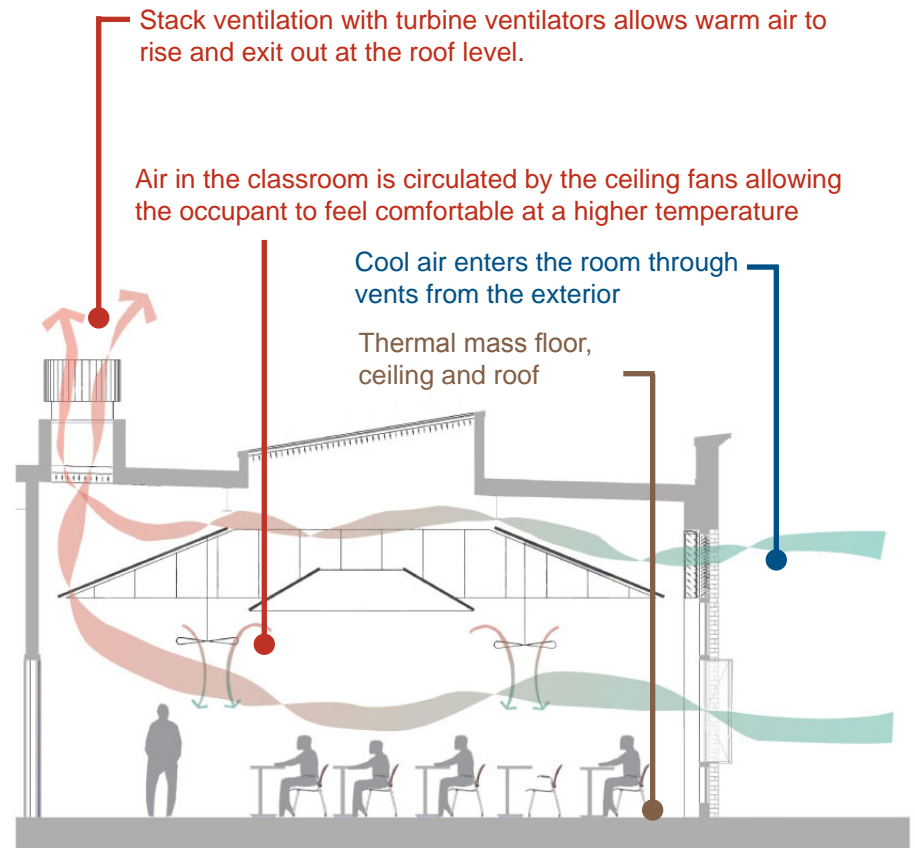 Stack ventilation with turbine ventilators allows warm air to
rise and exit out at the roof level.
Air in the classroom is circulated by the ceiling fans allowing
the occupant to feel comfortable at a higher temperature
Cool air enters the room through
vents from the exterior
Thermal mass floor,
ceiling and roof